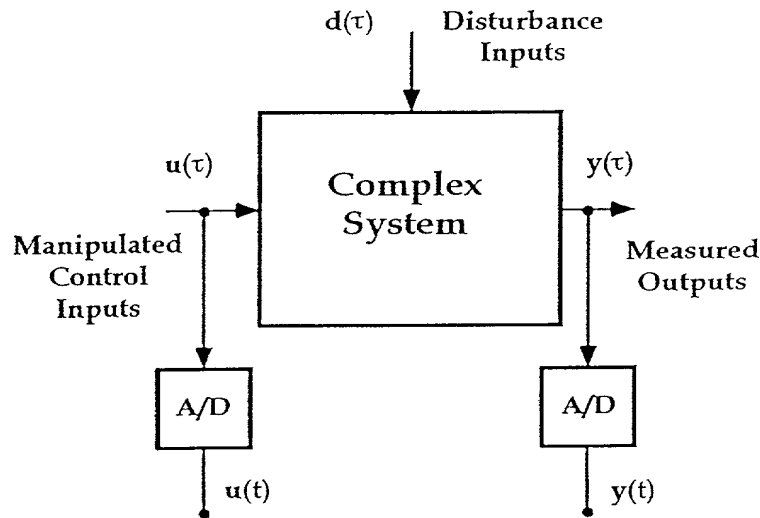 d(τ)
Disturbance
Inputs
u(τ)
Complex
System
y(τ)
Manipulated
Control
Inputs
Measured
Outputs
A/D
A/D
u(t)
y(t)